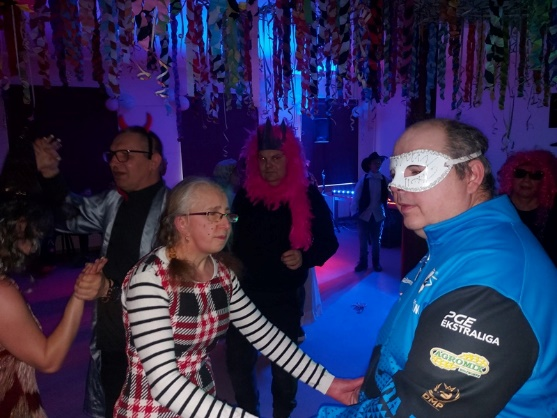 PGE
EKSTRALIGA
AGROMIX
DMP